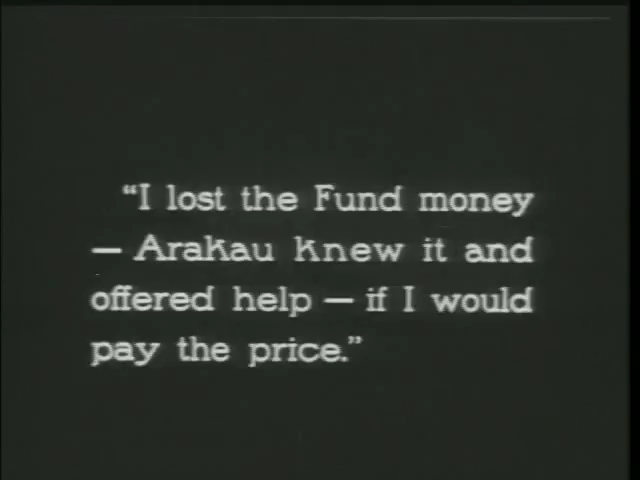 “I lost the Fund money
— Arakau knew it and
offered help — if I would
pay the price.”